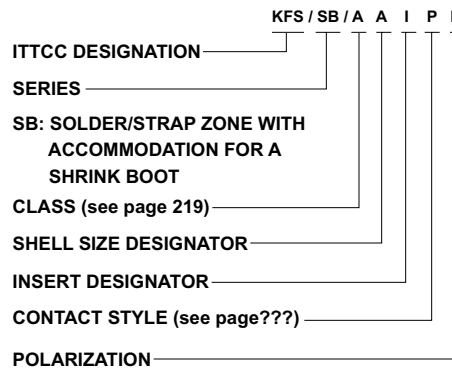 KFS / SB / A A I P
ITTCC DESIGNATION
SERIES
SB: SOLDER/STRAP ZONE WITH
ACCOMMODATION FOR A
SHRINK BOOT
CLASS (see page 219)
SHELL SIZE DESIGNATOR
INSERT DESIGNATOR
CONTACT STYLE (see page???)
POLARIZATION